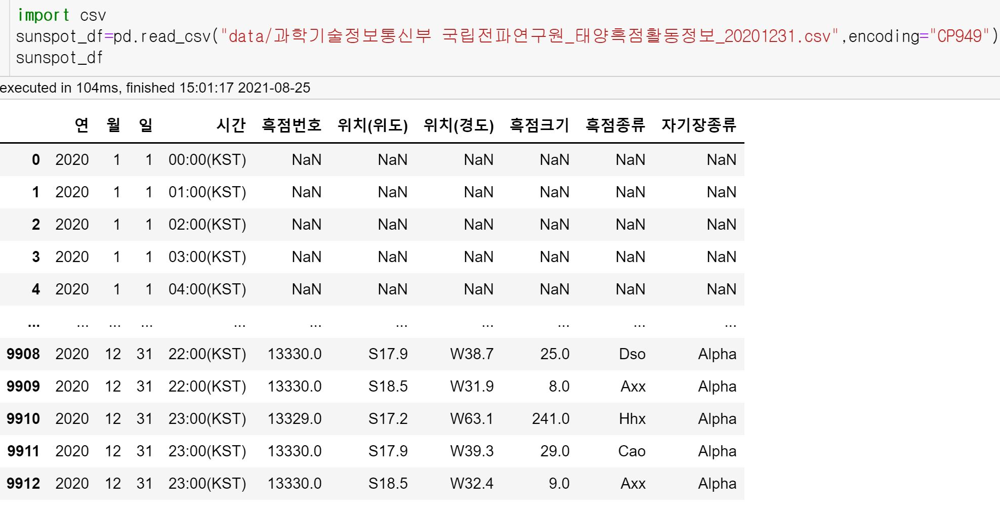 import csv
sunspot_df=pd.read_csv("data/과학기술정보통신부 국립전파연구원_태양흑점활동정보_20201231.csv",encoding="CP949")
sunspot_df
executed in 104ms, finished 15:01:17 2021-08-25
연 월 일 시간 흑점번호 위치(위도) 위치(경도) 흑점크기 흑점종류 자기장종류
0 2020 1 1 00:00(KST) NaN NaN NaN NaN NaN NaN
1 2020 1 1 01:00(KST) NaN NaN NaN NaN NaN NaN
2 2020 1 1 02:00(KST) NaN NaN NaN NaN NaN NaN
3 2020 1 1 03:00(KST) NaN NaN NaN NaN NaN NaN
4 2020 1 1 04:00(KST) NaN NaN NaN NaN NaN NaN
... ... ... ... ... ... ... ... ... ... ...
9908 2020 12 31 22:00(KST) 13330.0 S17.9 W38.7 25.0 Dso Alpha
9909 2020 12 31 22:00(KST) 13330.0 S18.5 W31.9 8.0 Axx Alpha
9910 2020 12 31 23:00(KST) 13329.0 S17.2 W63.1 241.0 Hhx Alpha
9911 2020 12 31 23:00(KST) 13330.0 S17.9 W39.3 29.0 Cao Alpha
9912 2020 12 31 23:00(KST) 13330.0 S18.5 W32.4 9.0 Axx Alpha